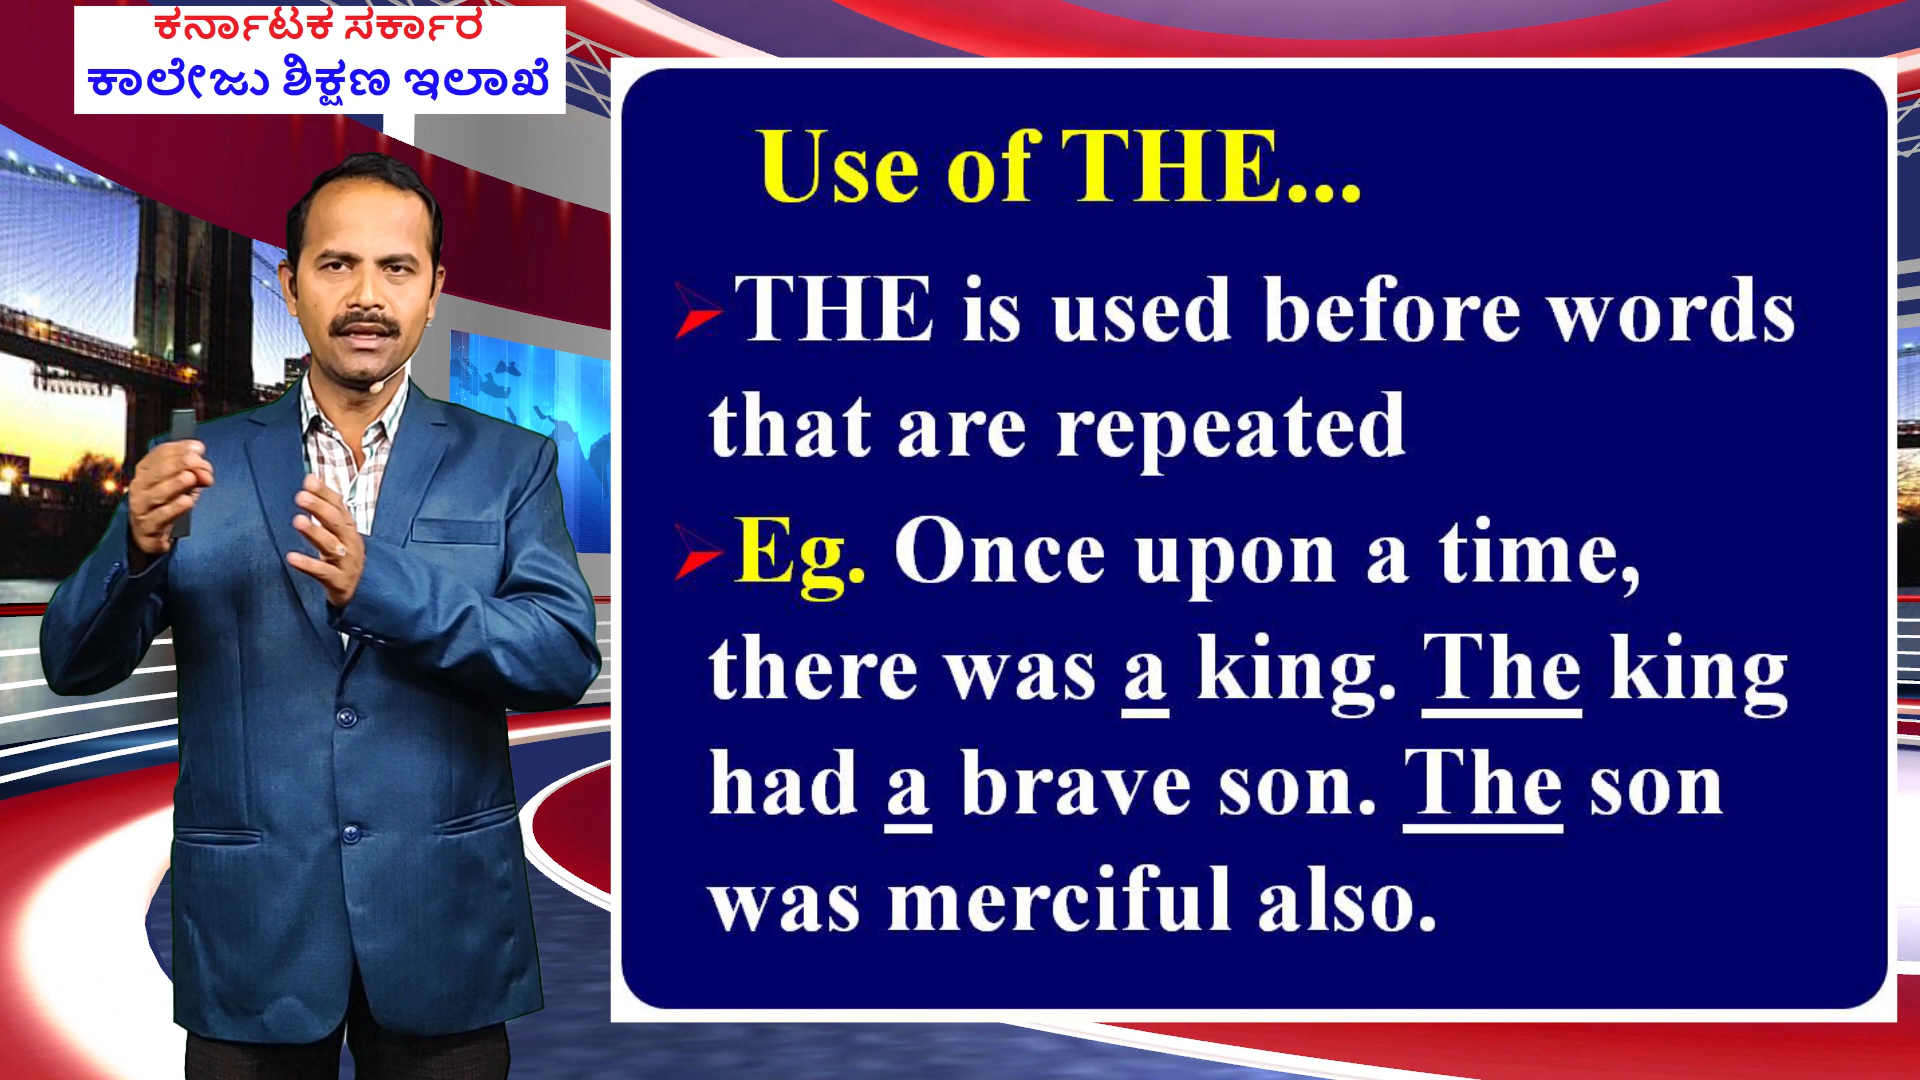 ಕರ್ನಾಟಕ ಸರ್ಕಾರ
ಕಾಲೇಜು ಶಿಕ್ಷಣ ಇಲಾಖೆ
Use of THE...
THE is used before words
that are repeated
Eg. Once upon a time,
there was a king. The king
had a brave son. The son
was merciful also.